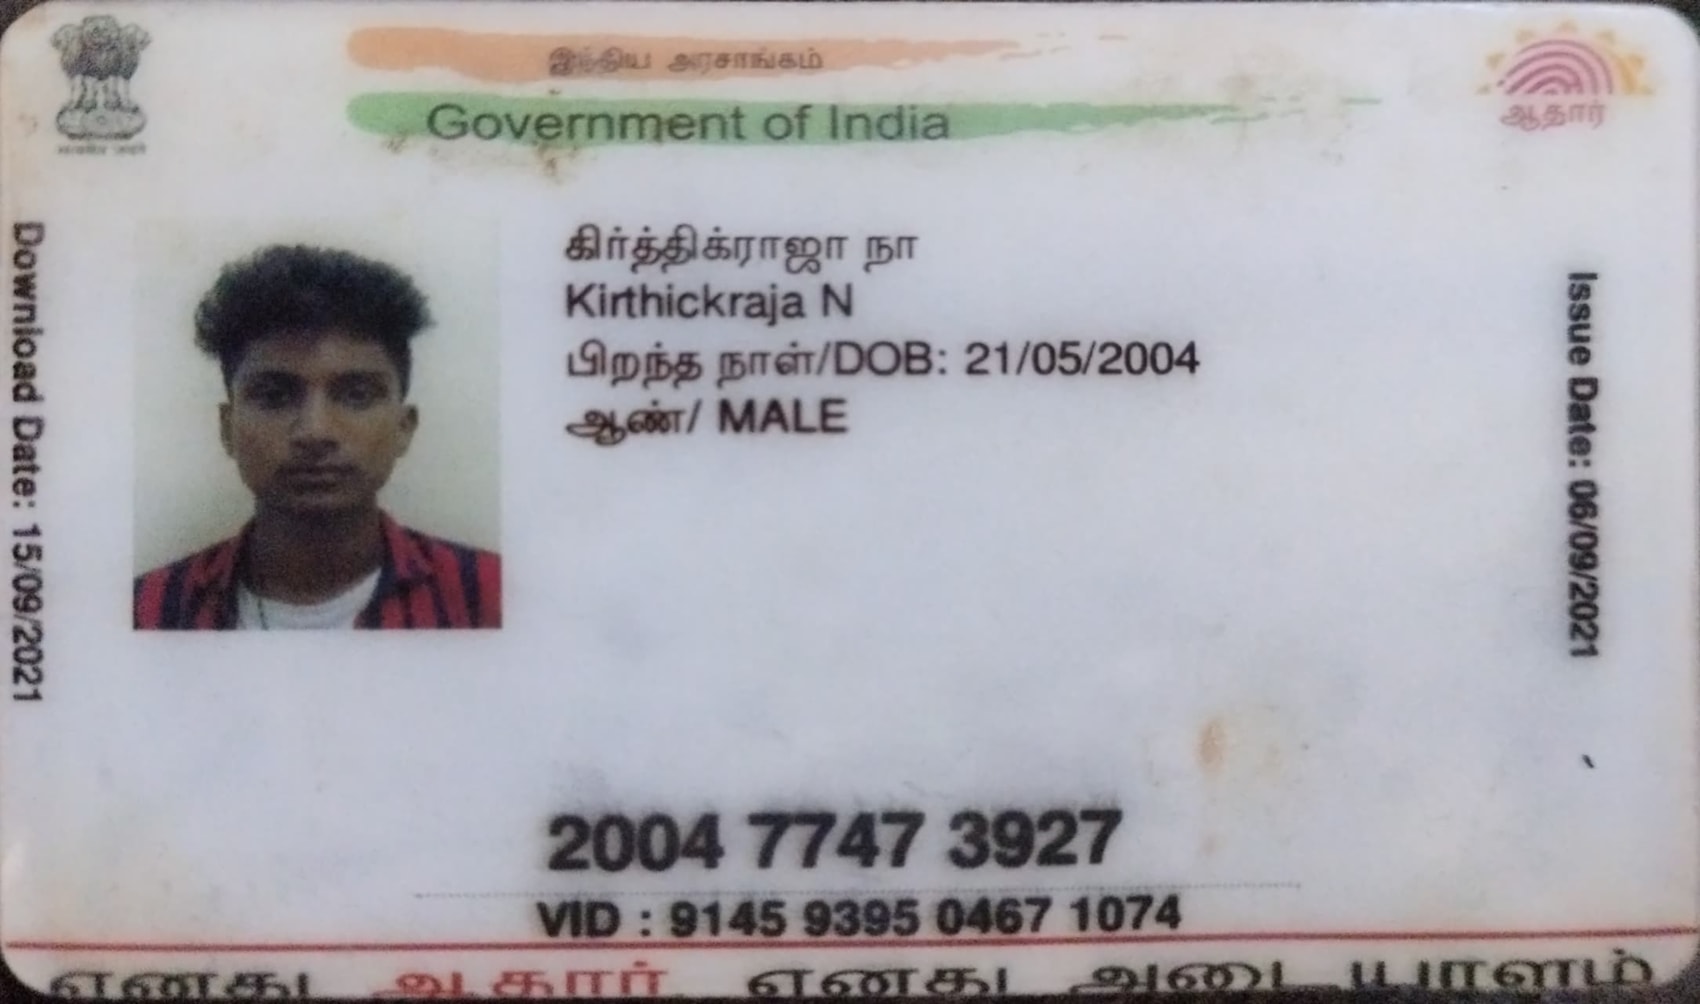 இந்திய அரசாங்கம்
Government of India
ஆதார்
Download Date: 15/09/2021
கிர்த்திக்ராஜா நா
Kirthickraja N
பிறந்த நாள்/DOB: 21/05/2004
ஆண்/ MALE
Issue Date: 06/09/2021
2004 7747 3927
VID : 9145 9395 0467 1074
எனது ஆதார் எனது அடையாளம்